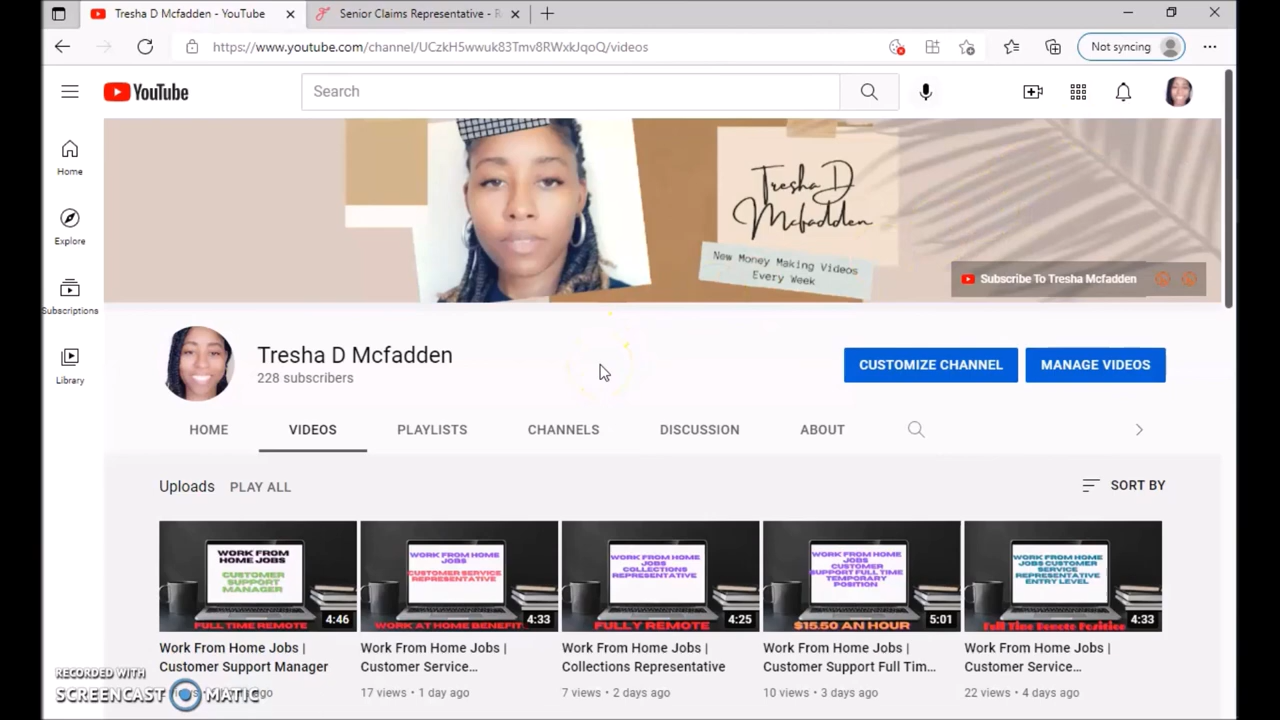 Tresha D Mcfadden - YouTube
Senior Claims Representative - R
https://www.youtube.com/channel/UCzkH5wwuk83Tmv8RWxkJqoQ/videos
Not syncing
YouTube
Search
Home
Explore
Subscriptions
Library
Tresha D
Mcfadden
New Money Making Videos
Every Week
Subscribe To Tresha Mcfadden
Tresha D Mcfadden
228 subscribers
CUSTOMIZE CHANNEL
MANAGE VIDEOS
HOME
VIDEOS
PLAYLISTS
CHANNELS
DISCUSSION
ABOUT
Uploads
PLAY ALL
SORT BY
WORK FROM
HOME JOBS
CUSTOMER
SUPPORT
MANAGER
FULL TIME REMOTE
4:46
Work From Home Jobs |
Customer Support Manager
WORK FROM HOME
JOBS
CUSTOMER SERVICE
REPRESENTATIVE
WORK AT HOME BENEFIT
4:33
Work From Home Jobs |
Customer Service...
17 views • 1 day ago
WORK FROM HOME
JOBS
COLLECTIONS
REPRESENTATIVE
FULLY REMOTE
4:25
Work From Home Jobs |
Collections Representative
7 views • 2 days ago
WORK FROM HOME
JOBS
CUSTOMER
SUPPORT FULL TIME
TEMPORARY
POSITION
$15.50 AN HOUR
5:01
Work From Home Jobs |
Customer Support Full Tim...
10 views • 3 days ago
WORK FROM HOME
JOBS CUSTOMER
SERVICE
REPRESENTATIVE
ENTRY LEVEL
Full Time Remote Position
4:33
Work From Home Jobs |
Customer Service...
22 views • 4 days ago
RECORDED WITH
SCREENCAST MATIC